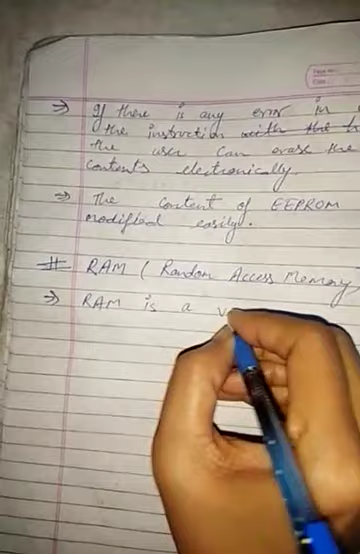 → If there is any error in
the instruction with the
the user can erase the
contents electronically.
→ The content of EEPROM
modified easily.
# RAM (Random Access Memory
→ RAM is a v